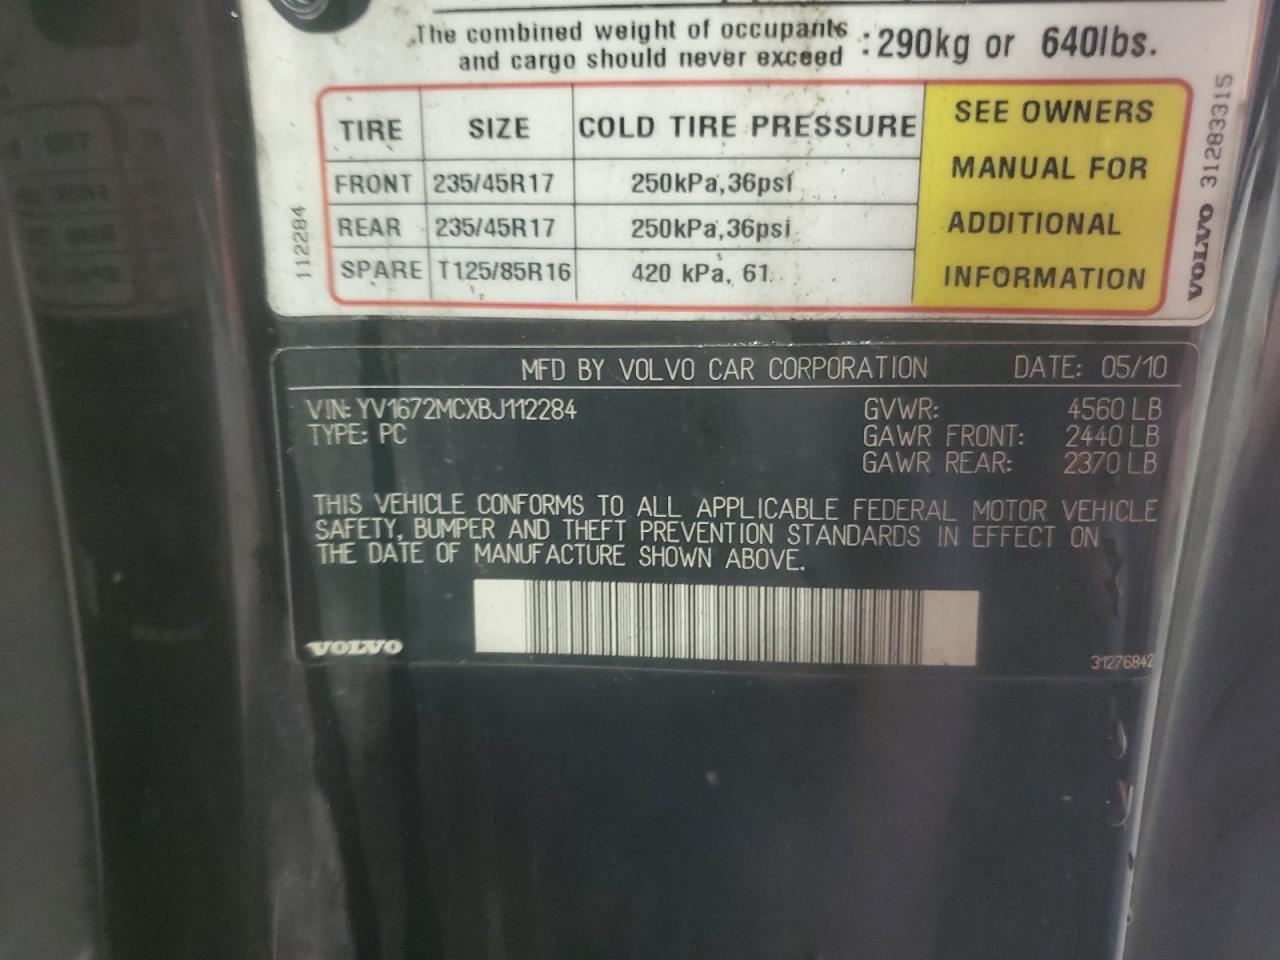 The combined weight of occupants
and cargo should never exceed : 290kg or 640lbs.
TIRE SIZE COLD TIRE PRESSURE
FRONT 235/45R17 250kPa,36psi
REAR 235/45R17 250kPa,36psi
SPARE T125/85R16 420 kPa, 61
SEE OWNERS
MANUAL FOR
ADDITIONAL
INFORMATION
112284
VOLVO 31283315
MFD BY VOLVO CAR CORPORATION DATE: 05/10
VIN: YV1672MCXBJ112284 GVWR: 4560 LB
TYPE: PC GAWR FRONT: 2440 LB
GAWR REAR: 2370 LB
THIS VEHICLE CONFORMS TO ALL APPLICABLE FEDERAL MOTOR VEHICLE
SAFETY, BUMPER AND THEFT PREVENTION STANDARDS IN EFFECT ON
THE DATE OF MANUFACTURE SHOWN ABOVE.
VOLVO
31276842